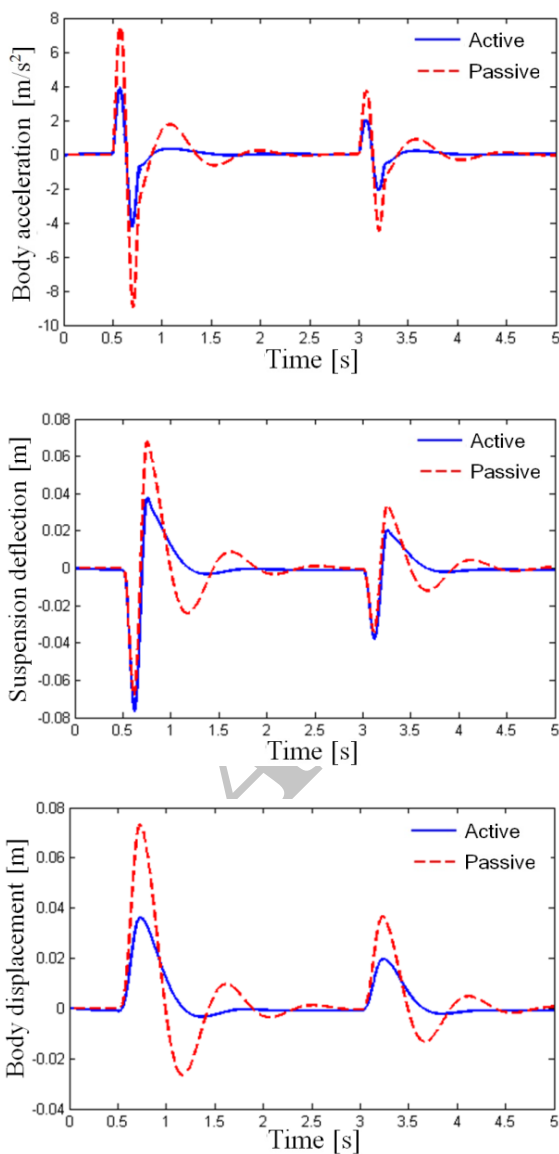 8
6
4
2
0
-2
-4
-6
-8
-10
Body acceleration [m/s²]
Active
Passive
0 0.5 1 1.5 2 2.5 3 3.5 4 4.5 5
Time [s]
0.08
0.06
0.04
0.02
0
-0.02
-0.04
-0.06
-0.08
Suspension deflection [m]
Active
Passive
0 0.5 1 1.5 2 2.5 3 3.5 4 4.5 5
Time [s]
0.08
0.06
0.04
0.02
0
-0.02
-0.04
Body displacement [m]
Active
Passive
0 0.5 1 1.5 2 2.5 3 3.5 4 4.5 5
Time [s]